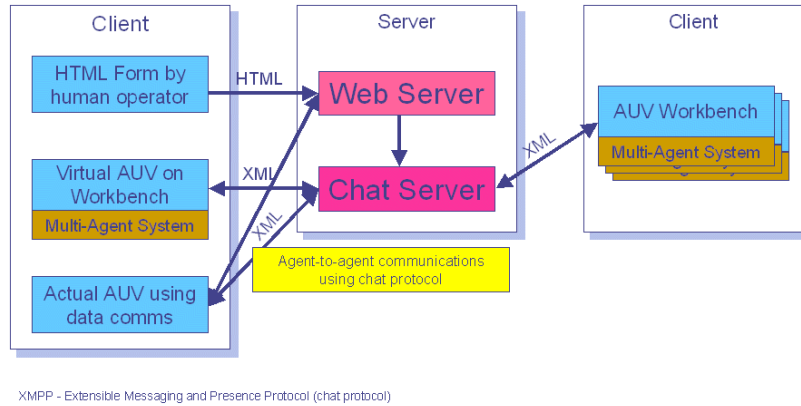 Client
HTML Form by
human operator
Virtual AUV on
Workbench
Multi-Agent System
Actual AUV using
data comms
HTML
XML
XML
Server
Web Server
Chat Server
Agent-to-agent communications
using chat protocol
XML
Client
AUV Workbench
Multi-Agent System
XMPP - Extensible Messaging and Presence Protocol (chat protocol)